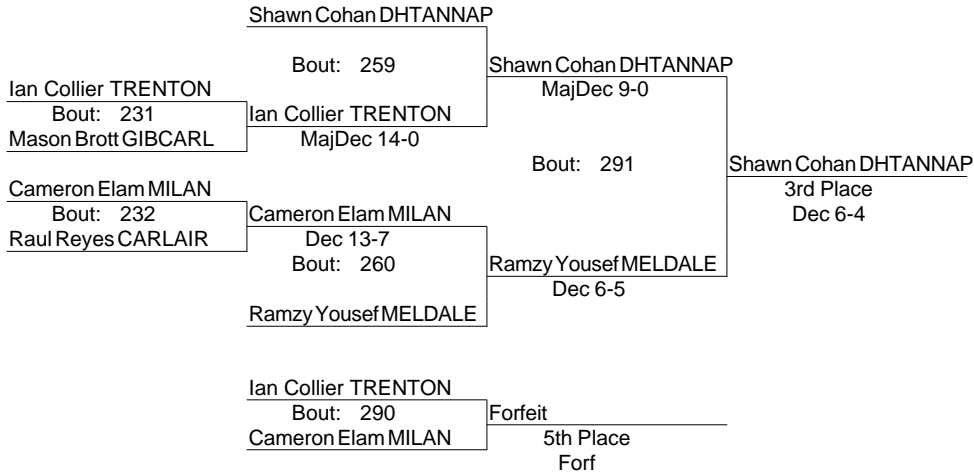 Shawn Cohan DHTANNAP
Bout: 259
Shawn Cohan DHTANNAP
Ian Collier TRENTON
MajDec 9-0
Bout: 231
Ian Collier TRENTON
Mason Brott GIBCARL
MajDec 14-0
Bout: 291
Shawn Cohan DHTANNAP
Cameron Elam MILAN
3rd Place
Bout: 232
Cameron Elam MILAN
Dec 6-4
Raul Reyes CARLAIR
Dec 13-7
Bout: 260
Ramzy Yousef MELDALE
Dec 6-5
Ramzy Yousef MELDALE
Ian Collier TRENTON
Bout: 290
Forfeit
Cameron Elam MILAN
5th Place
Forf